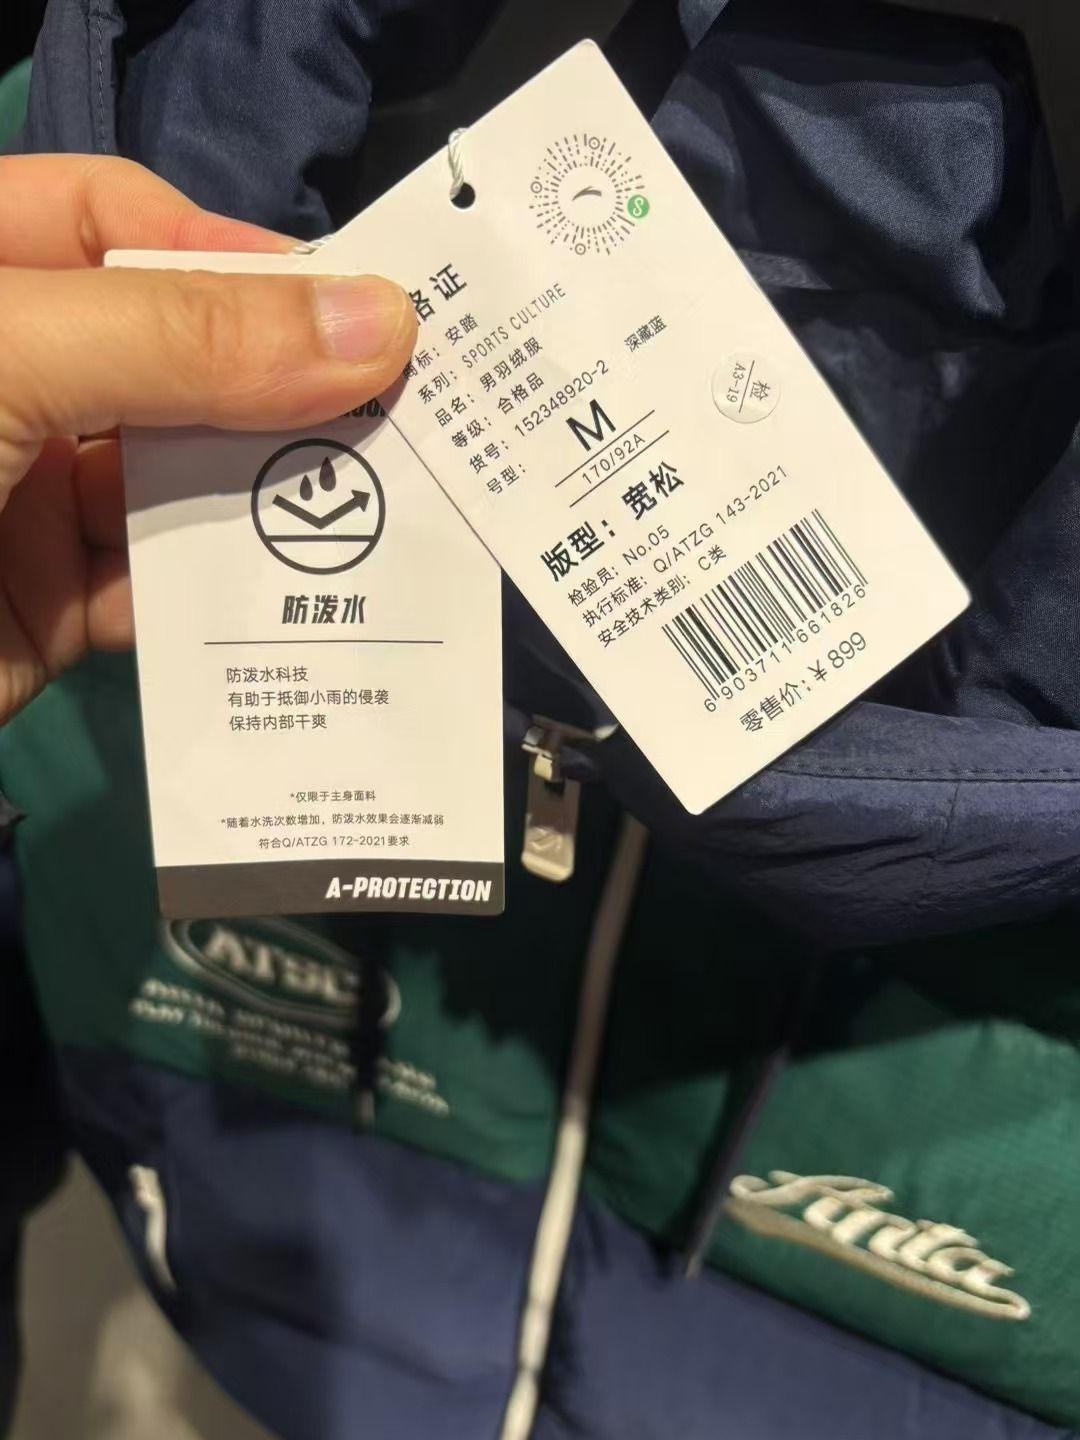 格证
商标：安踏
系列：SPORTS CULTURE
品名：男羽绒服
等级：合格品
货号：152348920-2 深藏蓝
号型：
M
170/92A
版型：宽松
检验员：No.05
执行标准：Q/ATZG 143-2021
安全技术类别：C类
6 903711 661826
零售价：¥ 899
检
A3-19
防泼水
防泼水科技
有助于抵御小雨的侵袭
保持内部干爽
*仅限于主身面料
*随着水洗次数增加，防泼水效果会逐渐减弱
符合Q/ATZG 172-2021要求
A-PROTECTION
Anta